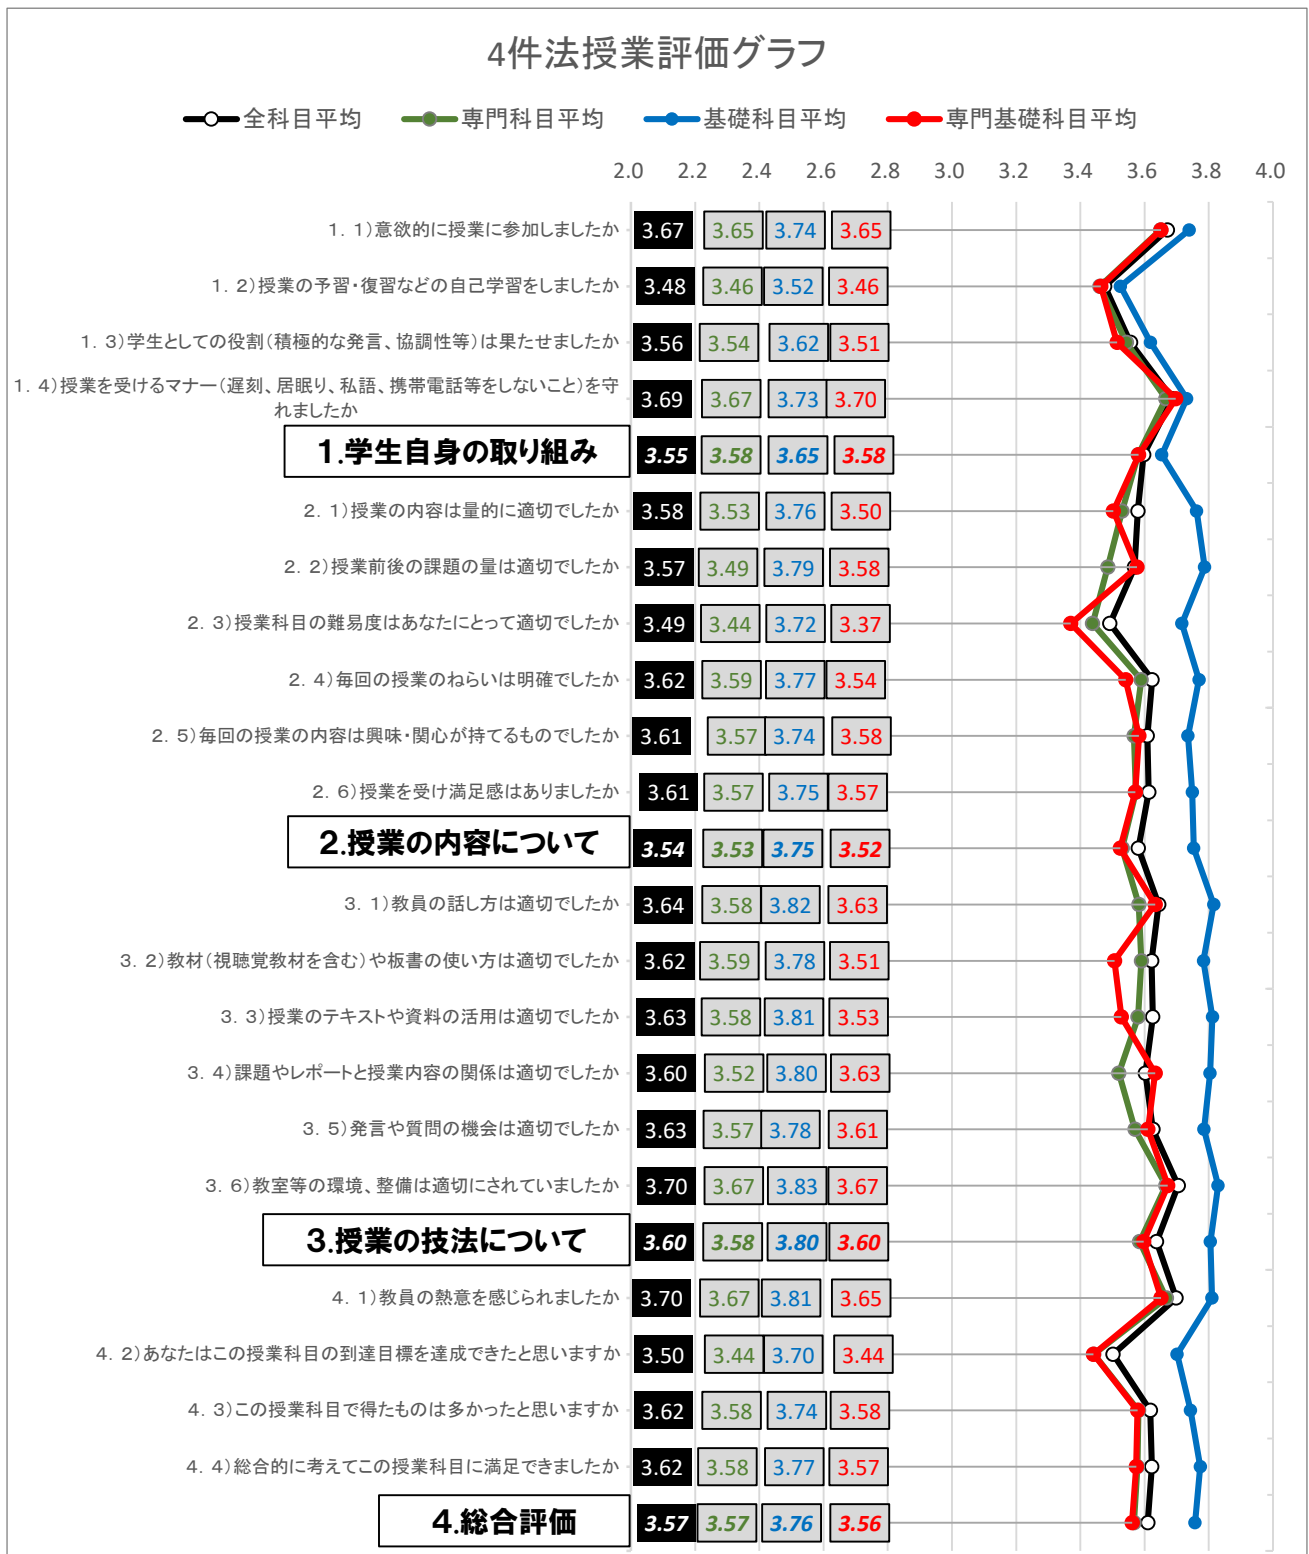 4件法授業評価グラフ
全科目平均 専門科目平均 基礎科目平均 専門基礎科目平均
2.0 2.2 2.4 2.6 2.8 3.0 3.2 3.4 3.6 3.8 4.0
1．1）意欲的に授業に参加しましたか 3.67 3.65 3.74 3.65
1．2）授業の予習・復習などの自己学習をしましたか 3.48 3.46 3.52 3.46
1．3）学生としての役割（積極的な発言、協調性等）は果たせましたか 3.56 3.54 3.62 3.51
1．4）授業を受けるマナー（遅刻、居眠り、私語、携帯電話等をしないこと）を守
れましたか 3.69 3.67 3.73 3.70
1.学生自身の取り組み 3.55 3.58 3.65 3.58
2．1）授業の内容は量的に適切でしたか 3.58 3.53 3.76 3.50
2．2）授業前後の課題の量は適切でしたか 3.57 3.49 3.79 3.58
2．3）授業科目の難易度はあなたにとって適切でしたか 3.49 3.44 3.72 3.37
2．4）毎回の授業のねらいは明確でしたか 3.62 3.59 3.77 3.54
2．5）毎回の授業の内容は興味・関心が持てるものでしたか 3.61 3.57 3.74 3.58
2．6）授業を受け満足感はありましたか 3.61 3.57 3.75 3.57
2.授業の内容について 3.54 3.53 3.75 3.52
3．1）教員の話し方は適切でしたか 3.64 3.58 3.82 3.63
3．2）教材（視聴覚教材を含む）や板書の使い方は適切でしたか 3.62 3.59 3.78 3.51
3．3）授業のテキストや資料の活用は適切でしたか 3.63 3.58 3.81 3.53
3．4）課題やレポートと授業内容の関係は適切でしたか 3.60 3.52 3.80 3.63
3．5）発言や質問の機会は適切でしたか 3.63 3.57 3.78 3.61
3．6）教室等の環境、整備は適切にされていましたか 3.70 3.67 3.83 3.67
3.授業の技法について 3.60 3.58 3.80 3.60
4．1）教員の熱意を感じられましたか 3.70 3.67 3.81 3.65
4．2）あなたはこの授業科目の到達目標を達成できたと思いますか 3.50 3.44 3.70 3.44
4．3）この授業科目で得たものは多かったと思いますか 3.62 3.58 3.74 3.58
4．4）総合的に考えてこの授業科目に満足できましたか 3.62 3.58 3.77 3.57
4.総合評価 3.57 3.57 3.76 3.56